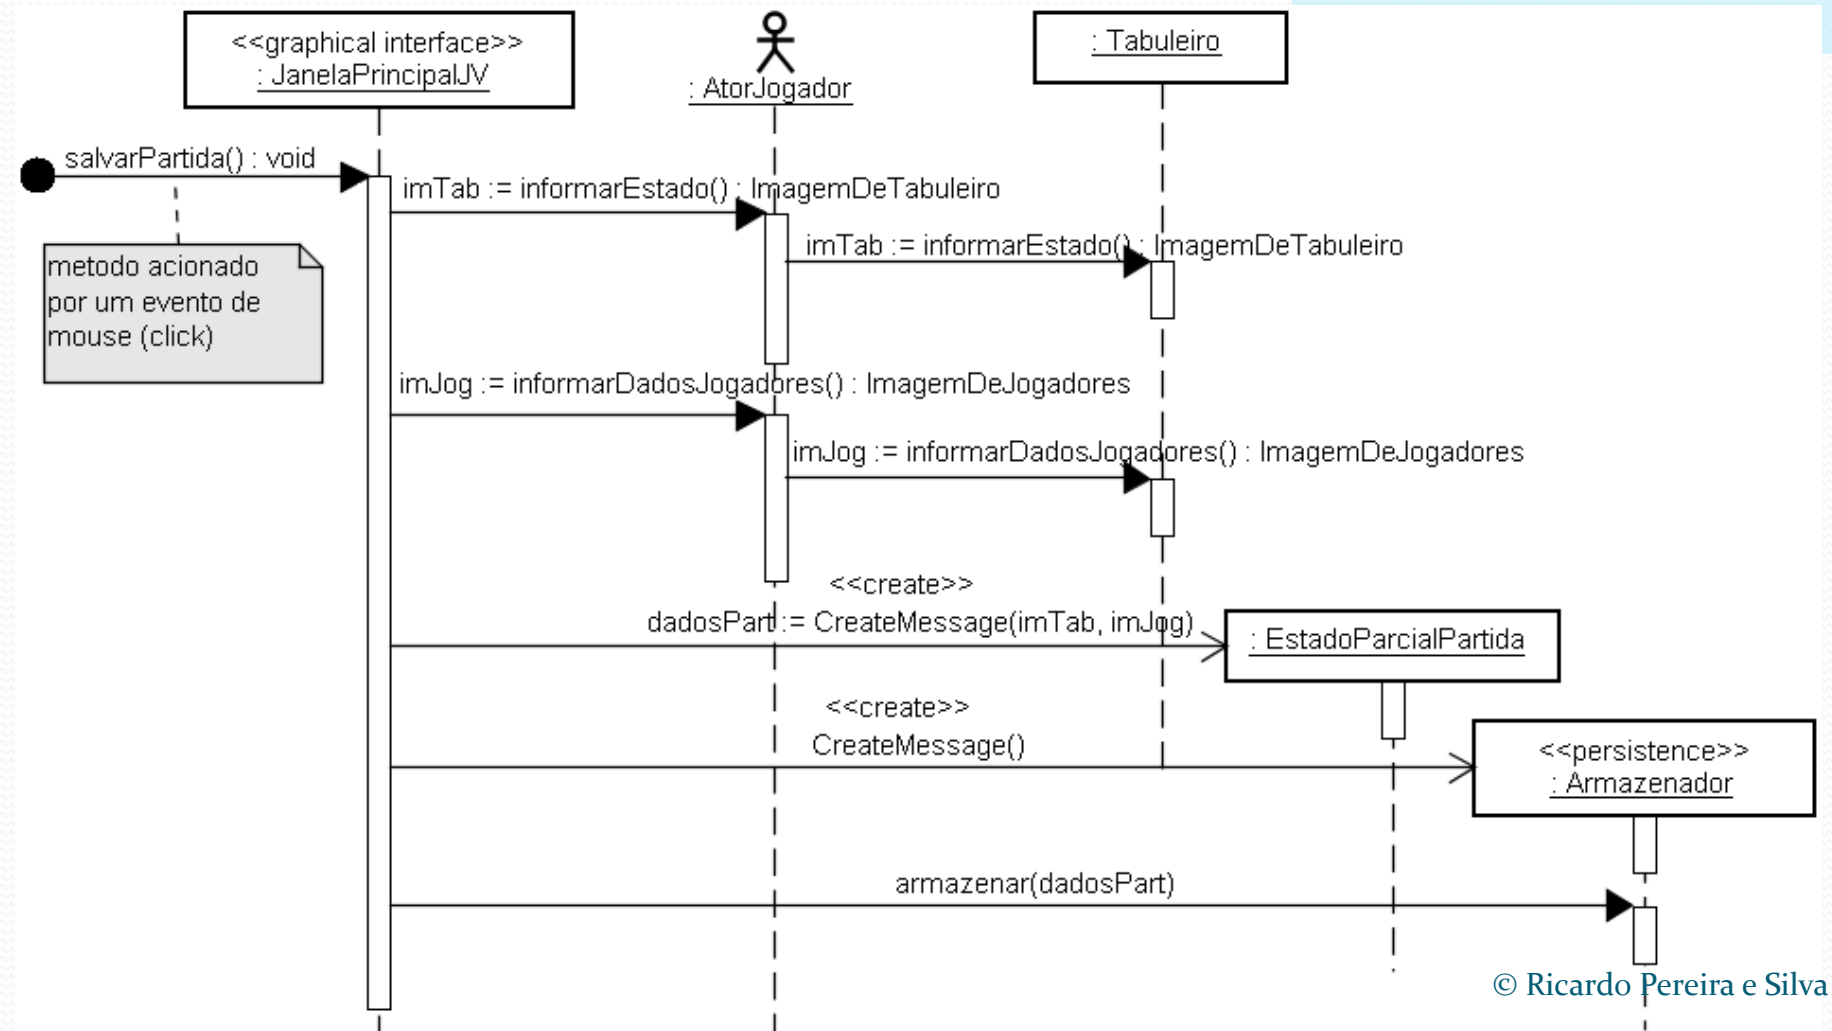 <<graphical interface>>
: JanelaPrincipalJV
: AtorJogador
: Tabuleiro
salvarPartida() : void
imTab := informarEstado() : ImagemDeTabuleiro
imTab := informarEstado() : ImagemDeTabuleiro
metodo acionado
por um evento de
mouse (click)
imJog := informarDadosJogadores() : ImagemDeJogadores
imJog := informarDadosJogadores() : ImagemDeJogadores
<<create>>
dadosPart := CreateMessage(imTab, imJog)
: EstadoParcialPartida
<<create>>
CreateMessage()
<<persistence>>
: Armazenador
armazenar(dadosPart)
© Ricardo Pereira e Silva